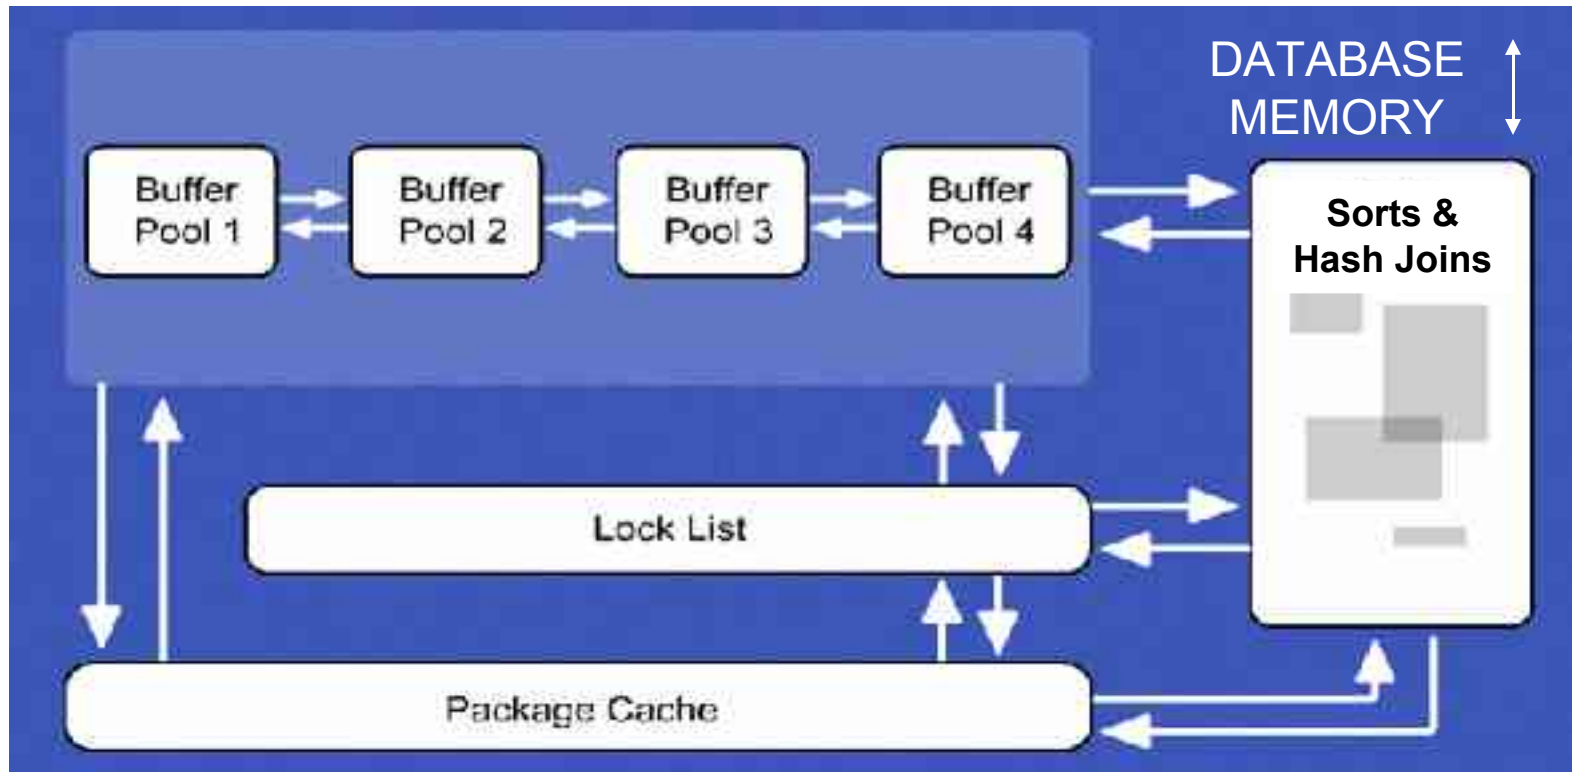 DATABASE
MEMORY
Buffer
Pool 1
Buffer
Pool 2
Buffer
Pool 3
Buffer
Pool 4
Sorts &
Hash Joins
Lock List
Package Cache